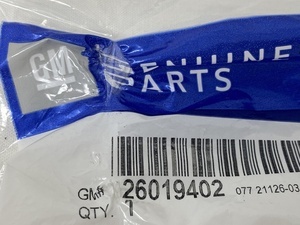 GM
GENUINE
PARTS
GM# 26019402 077 21126-03
QTY. 1